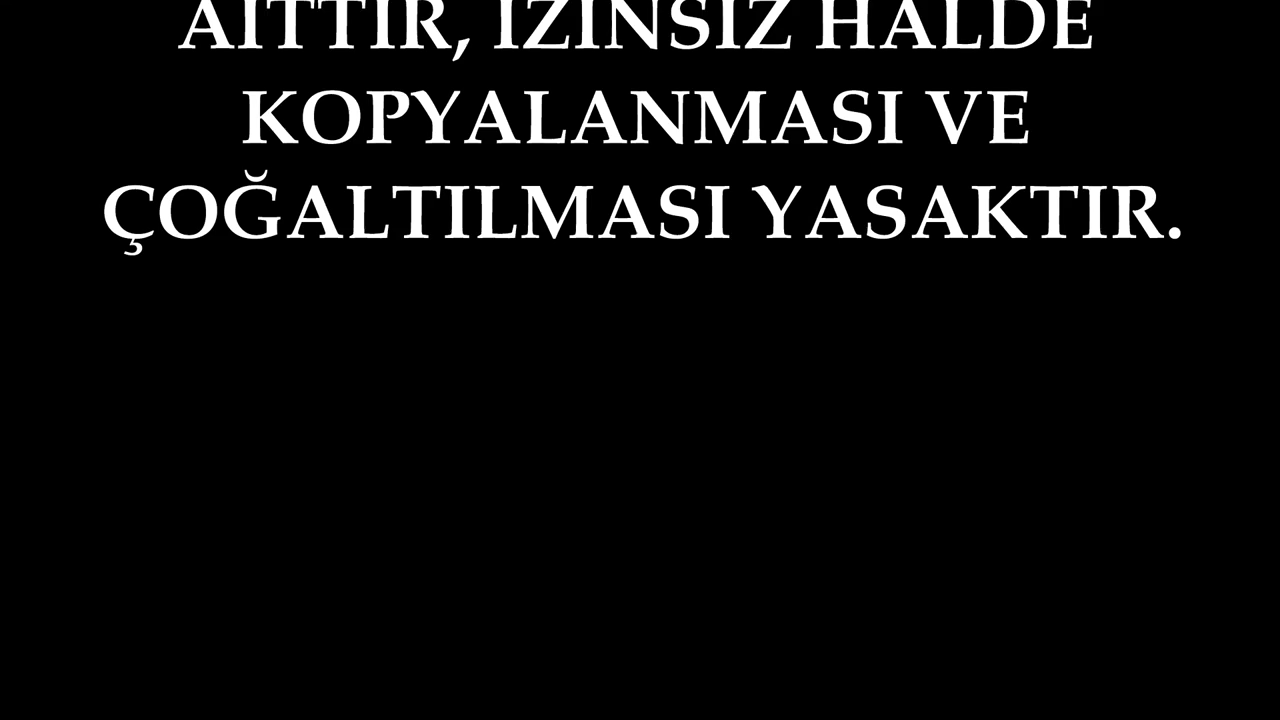 AİTTİR, İZİNSİZ HALDE
KOPYALANMASI VE
ÇOĞALTILMASI YASAKTIR.